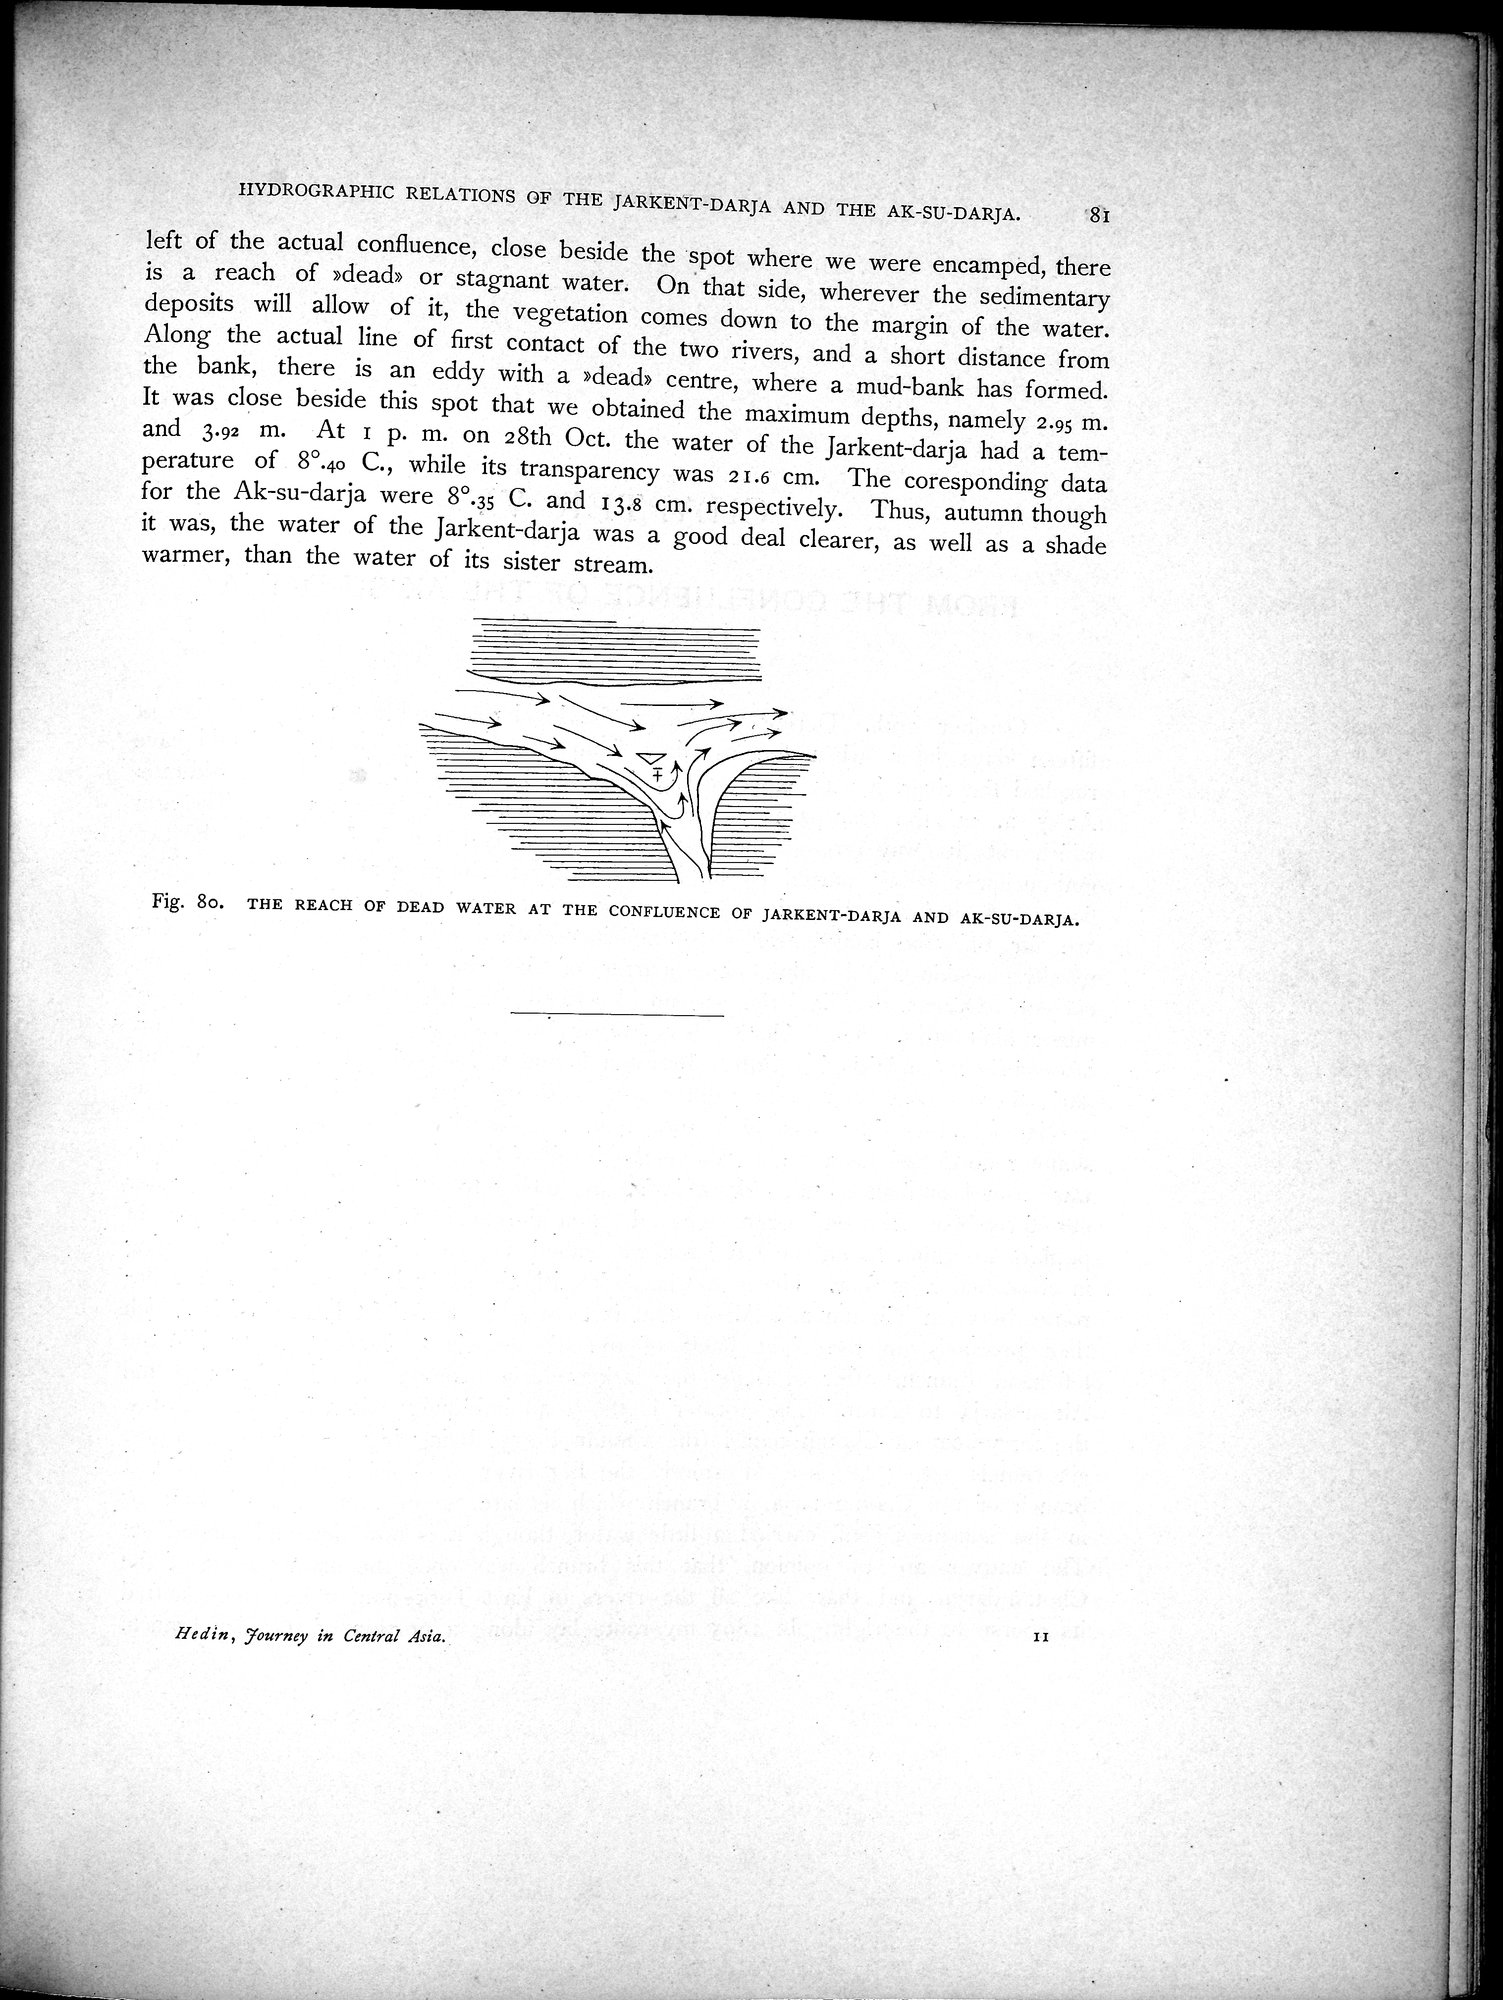 HYDROGRAPHIC RELATIONS OF THE JARKENT-DARJA AND THE AK-SU-DARJA. 81
left of the actual confluence, close beside the spot where we were encamped, there
is a reach of »dead» or stagnant water. On that side, wherever the sedimentary
deposits will allow of it, the vegetation comes down to the margin of the water.
Along the actual line of first contact of the two rivers, and a short distance from
the bank, there is an eddy with a »dead» centre, where a mud-bank has formed.
It was close beside this spot that we obtained the maximum depths, namely 2.95 m.
and 3.92 m. At 1 p. m. on 28th Oct. the water of the Jarkent-darja had a tem-
perature of 8°.40 C., while its transparency was 21.6 cm. The coresponding data
for the Ak-su-darja were 8°.35 C. and 13.8 cm. respectively. Thus, autumn though
it was, the water of the Jarkent-darja was a good deal clearer, as well as a shade
warmer, than the water of its sister stream.
Fig. 80. THE REACH OF DEAD WATER AT THE CONFLUENCE OF JARKENT-DARJA AND AK-SU-DARJA.
Hedin, Journey in Central Asia. 11